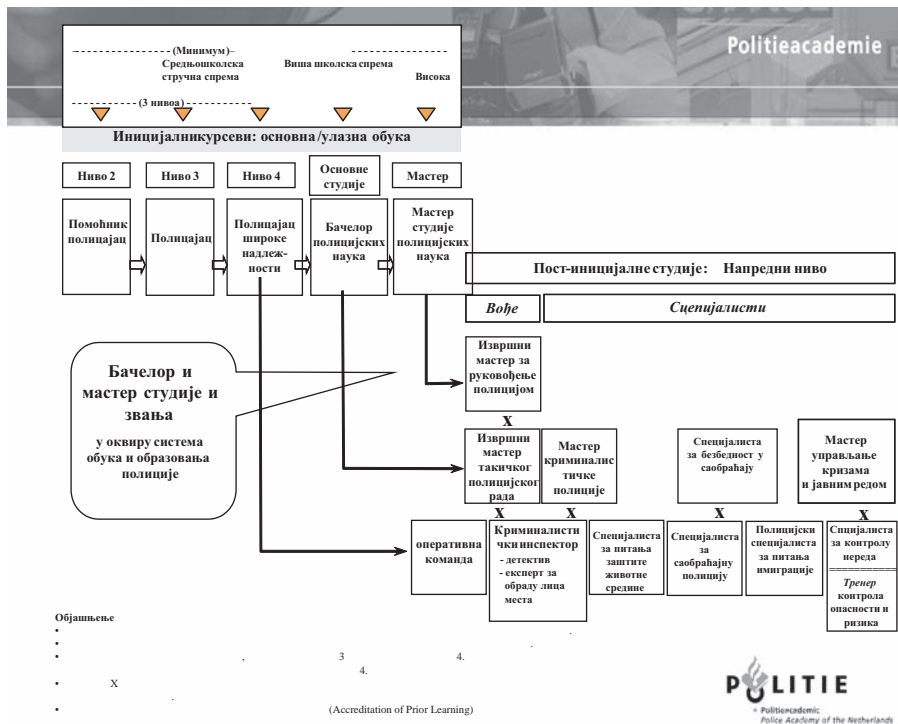 Politieacademie
(Минимум)–
Средњошколска
стручна спрема
Виша школска спрема
Висока
(3 нивоа)
Иницијалникурсеви: основна /улазна обука
Ниво 2
Ниво 3
Ниво 4
Основне
студије
Мастер
Помоћник
полицајац
Полицајац
Полицајац
широке
надлеж-
ности
Бачелор
полицијских
наука
Мастер
студије
полицијских
наука
Пост-иницијалне студије: Напредни ниво
Вође
Сцепијалисти
Бачелор и
мастер студије и
звања
у оквиру система
обука и образовања
полиције
Извршни
мастер за
руковођење
полицијом
X
Извршни
мастер
такичког
полицијског
рада
Мастер
криминалис
тичке
полиције
Специјалиста
за безбедност у
саобраћају
Мастер
управљање
кризама
и јавним редом
X
X
X
X
оперативна
команда
Криминалисти
чки инспектор
- детектив
- експерт за
обраду лица
места
Специјалиста
за питања
заштите
животне
средине
Специјалиста
за
саобраћајну
полицију
Полицијски
специјалиста
за питања
имиграције
Спцијалиста
за контролу
нереда
===========
Тренер
контрола
опасности и
ризика
Објашњење
• .
• .
• , 3 4.
4.
• X
.
• (Accreditation of Prior Learning)
POLITIE
• Politieacademie
Police Academy of the Netherlands